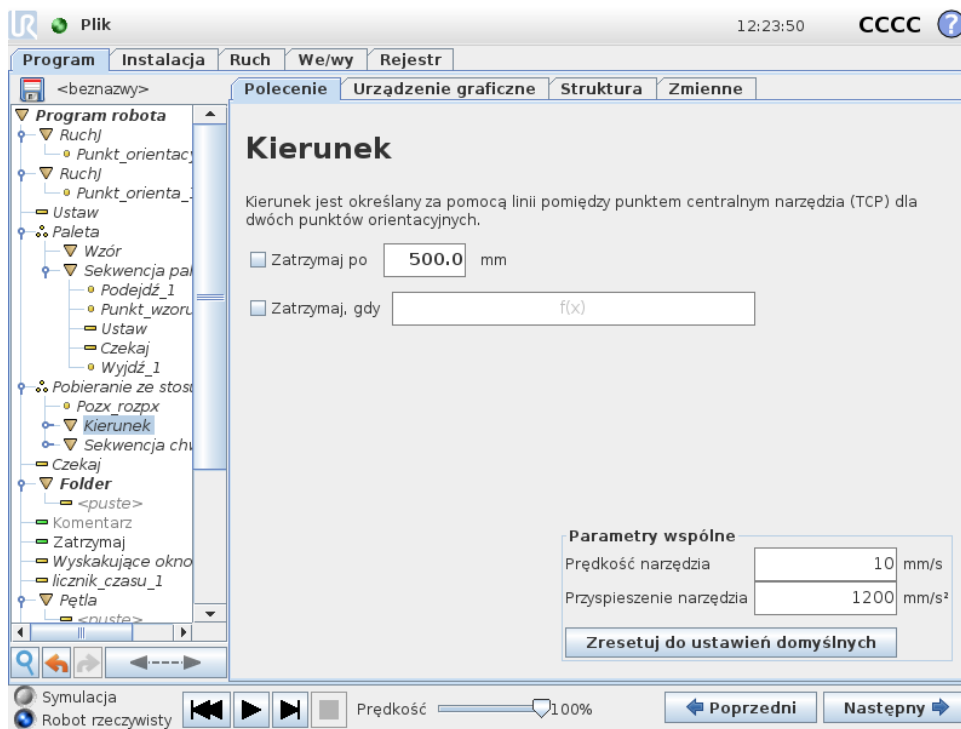 UR Plik 12:23:50 CCCC ?
Program Instalacja Ruch We/wy Rejestr
<beznazwy>
Polecenie Urządzenie graficzne Struktura Zmienne
Program robota
RuchJ
Punkt_orientacy
RuchJ
Punkt_orienta_1
Ustaw
Paleta
Wzór
Sekwencja pal
Podejdź_1
Punkt_wzoru
Ustaw
Czekaj
Wyjdź_1
Pobieranie ze stosu
Pozx_rozpx
Kierunek
Sekwencja chw
Czekaj
Folder
<puste>
Komentarz
Zatrzymaj
Wyskakujące okno
licznik_czasu_1
Pętla
<puste>
Kierunek
Kierunek jest określany za pomocą linii pomiędzy punktem centralnym narzędzia (TCP) dla
dwóch punktów orientacyjnych.
Zatrzymaj po 500.0 mm
Zatrzymaj, gdy f(x)
Parametry wspólne
Prędkość narzędzia 10 mm/s
Przyspieszenie narzędzia 1200 mm/s²
Zresetuj do ustawień domyślnych
Symulacja
Robot rzeczywisty
Prędkość 100%
Poprzedni Następny